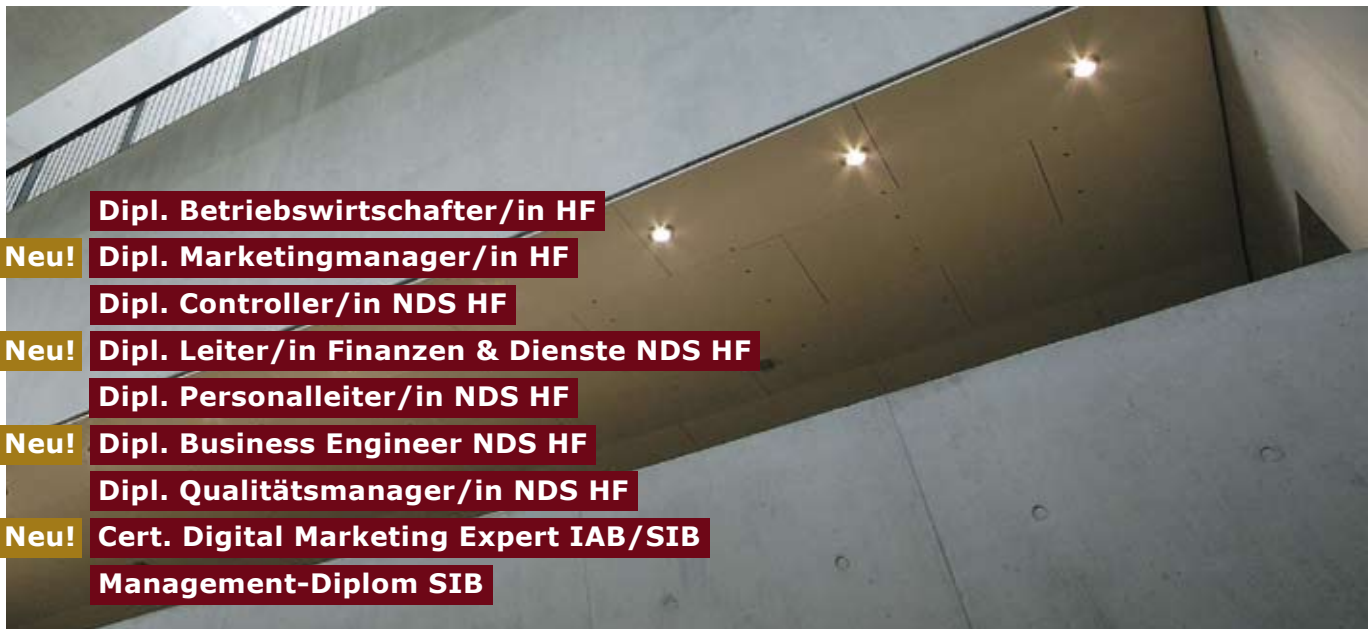 Dipl. Betriebswirtschafter/in HF
Neu! Dipl. Marketingmanager/in HF
Dipl. Controller/in NDS HF
Neu! Dipl. Leiter/in Finanzen & Dienste NDS HF
Dipl. Personalleiter/in NDS HF
Neu! Dipl. Business Engineer NDS HF
Dipl. Qualitätsmanager/in NDS HF
Neu! Cert. Digital Marketing Expert IAB/SIB
Management-Diplom SIB